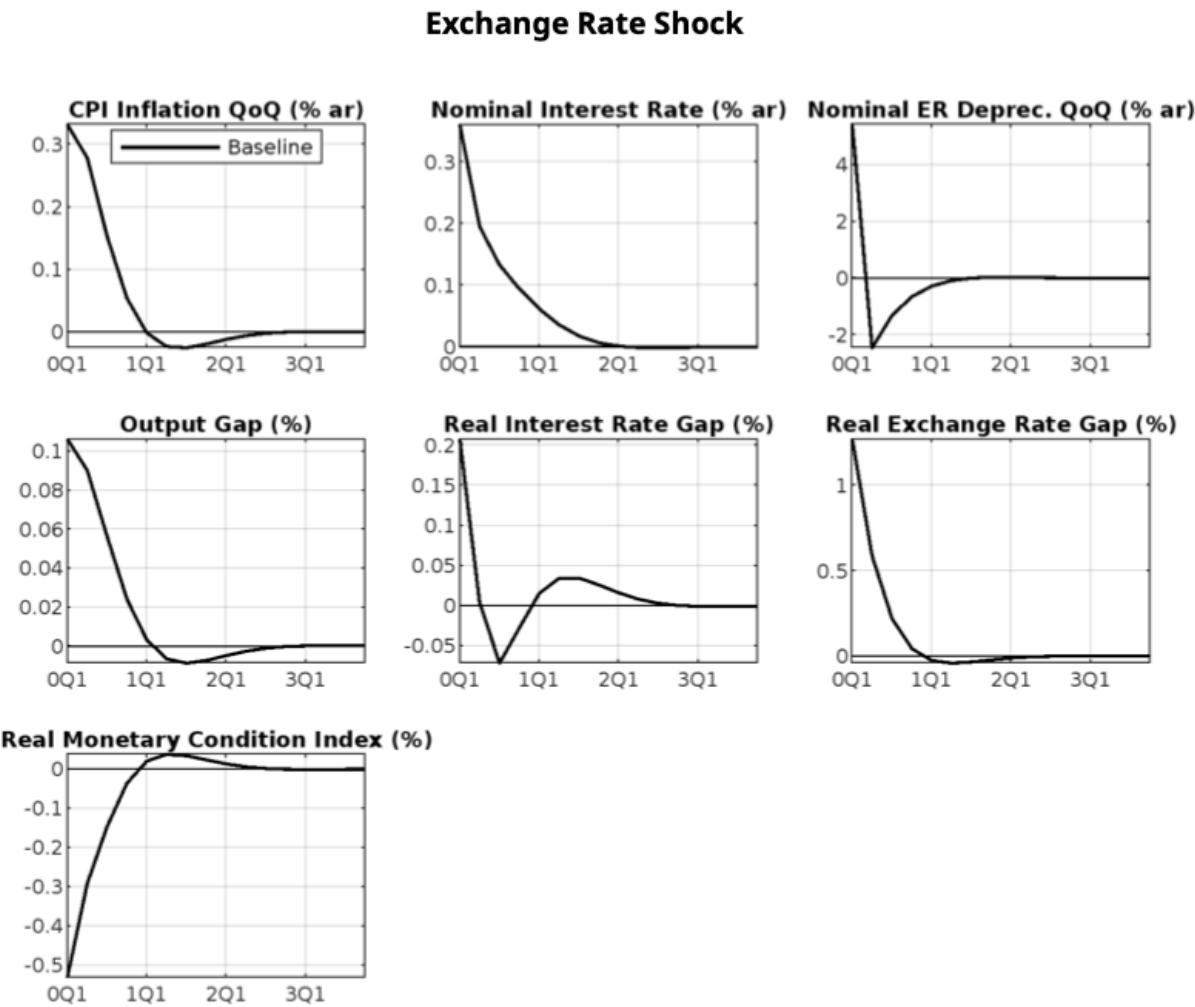 Exchange Rate Shock
CPI Inflation QoQ (% ar)
0.3
0.2
0.1
0
0Q1 1Q1 2Q1 3Q1
Baseline
Nominal Interest Rate (% ar)
0.3
0.2
0.1
0
0Q1 1Q1 2Q1 3Q1
Nominal ER Deprec. QoQ (% ar)
4
2
0
-2
0Q1 1Q1 2Q1 3Q1
Output Gap (%)
0.1
0.08
0.06
0.04
0.02
0
0Q1 1Q1 2Q1 3Q1
Real Interest Rate Gap (%)
0.2
0.15
0.1
0.05
0
-0.05
0Q1 1Q1 2Q1 3Q1
Real Exchange Rate Gap (%)
1
0.5
0
0Q1 1Q1 2Q1 3Q1
Real Monetary Condition Index (%)
0
-0.1
-0.2
-0.3
-0.4
-0.5
0Q1 1Q1 2Q1 3Q1